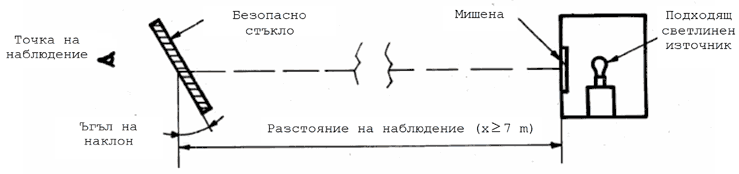 Точка на
наблюдение
Безопасно
стъкло
Мишена
Подходящ
светлинен
източник
Ъгъл на
наклон
Разстояние на наблюдение (x≥7 m)